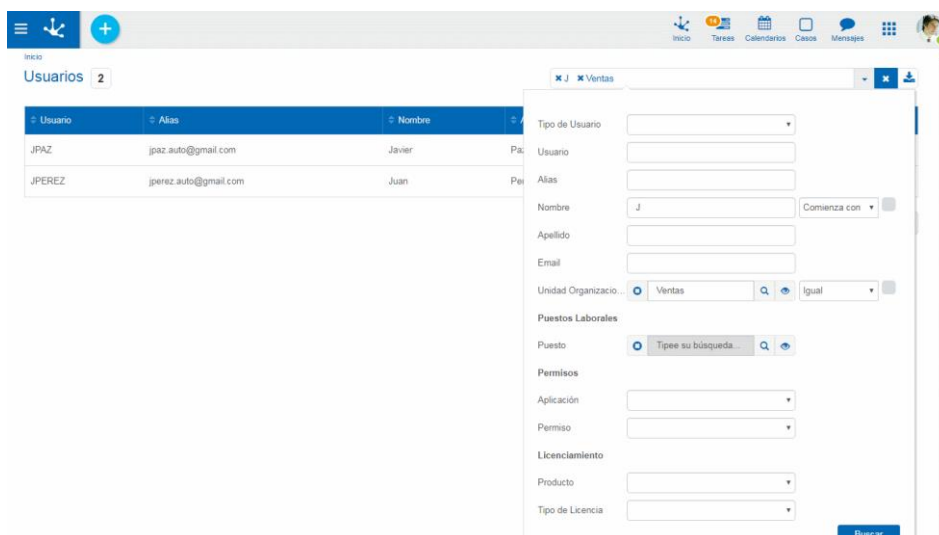 14
Inicio Tareas Calendarios Casos Mensajes
Inicio
Usuarios 2
J Ventas
Usuario Alias Nombre
JPAZ jpaz.auto@gmail.com Javier
JPEREZ jperez.auto@gmail.com Juan
Tipo de Usuario
Usuario
Alias
Nombre J Comienza con
Apellido
Email
Unidad Organizacio... Ventas Igual
Puestos Laborales
Puesto Tipee su búsqueda...
Permisos
Aplicación
Permiso
Licenciamiento
Producto
Tipo de Licencia
Buscar